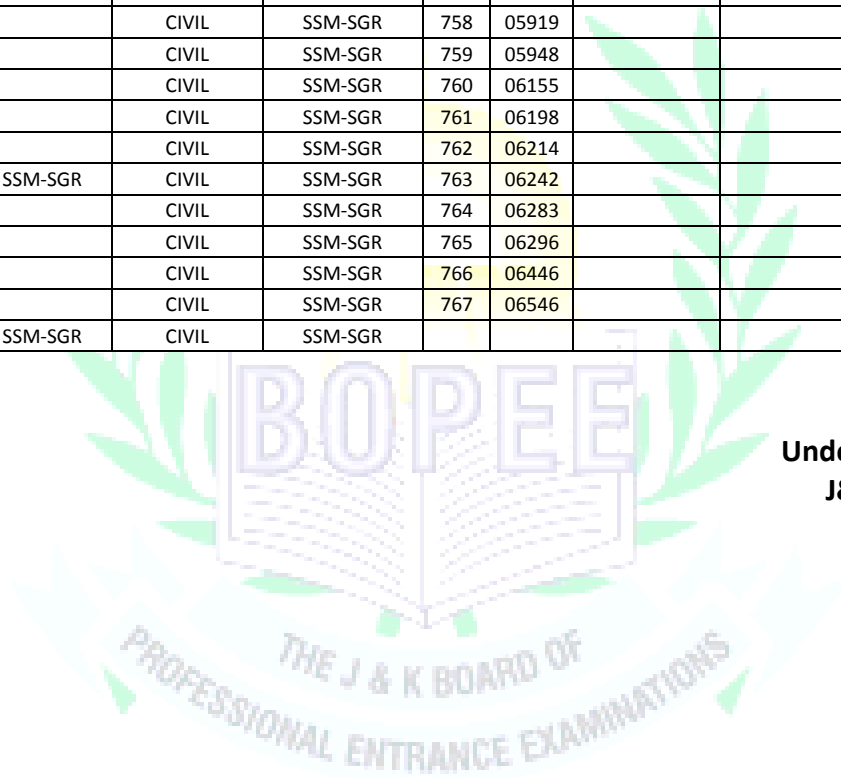 CIVIL SSM-SGR 758 05919
CIVIL SSM-SGR 759 05948
CIVIL SSM-SGR 760 06155
CIVIL SSM-SGR 761 06198
CIVIL SSM-SGR 762 06214
SSM-SGR CIVIL SSM-SGR 763 06242
CIVIL SSM-SGR 764 06283
CIVIL SSM-SGR 765 06296
CIVIL SSM-SGR 766 06446
CIVIL SSM-SGR 767 06546
SSM-SGR CIVIL SSM-SGR
BOPEE
Unde
J&
THE J & K BOARD OF
PROFESSIONAL ENTRANCE EXAMINATIONS